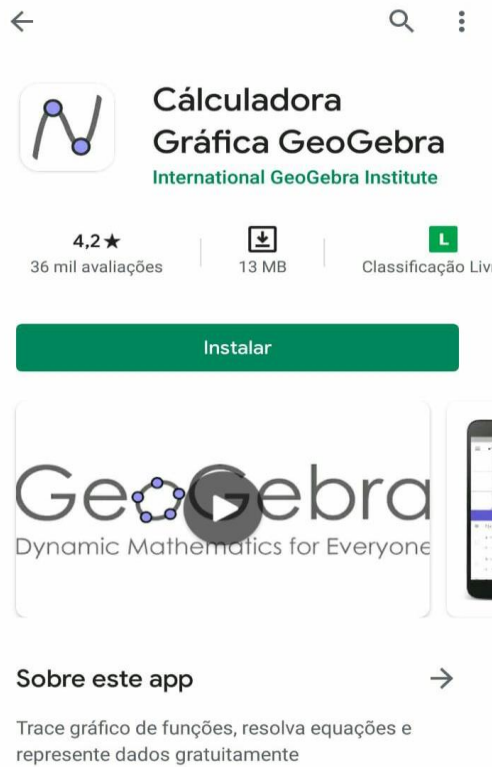 Cálculadora
Gráfica GeoGebra
International GeoGebra Institute
4,2★
36 mil avaliações
13 MB
L
Classificação Liv
Instalar
GeoGebra
Dynamic Mathematics for Everyone
Sobre este app
Trace gráfico de funções, resolva equações e
represente dados gratuitamente